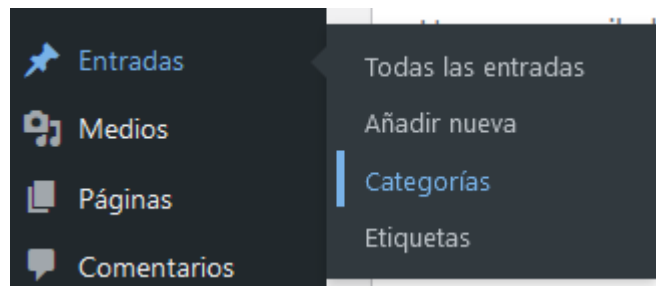 Entradas
Medios
Páginas
Comentarios
Todas las entradas
Añadir nueva
Categorías
Etiquetas